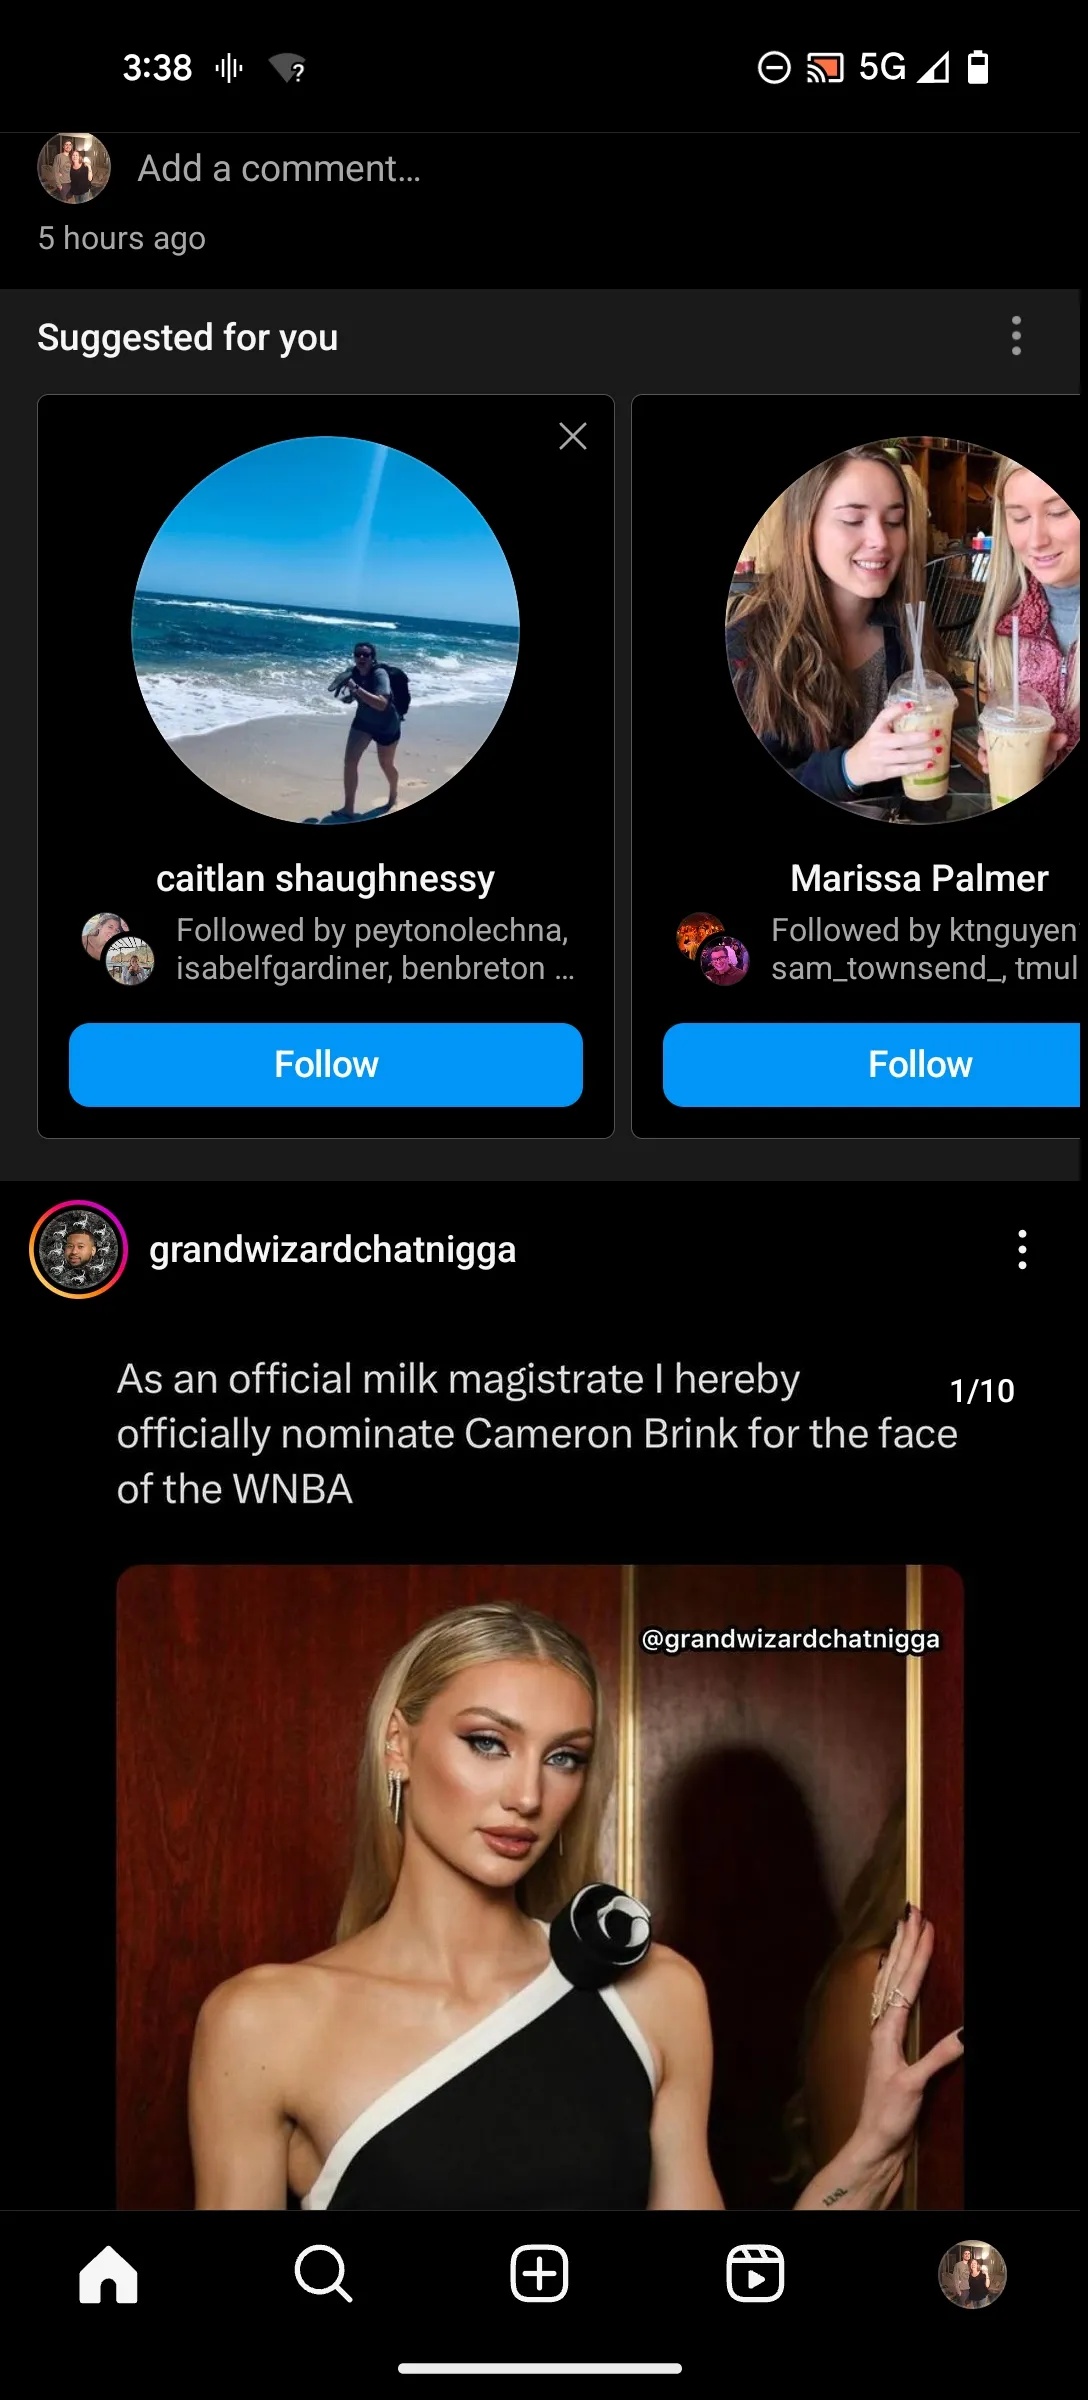 3:38
5G
Add a comment...
5 hours ago
Suggested for you
caitlan shaughnessy
Followed by peytonolechna,
isabelfgardiner, benbreton ...
Follow
Marissa Palmer
Followed by ktnguyen
sam_townsend_, tmul
Follow
grandwizardchatnigga
1/10
As an official milk magistrate I hereby
officially nominate Cameron Brink for the face
of the WNBA
@grandwizardchatnigga